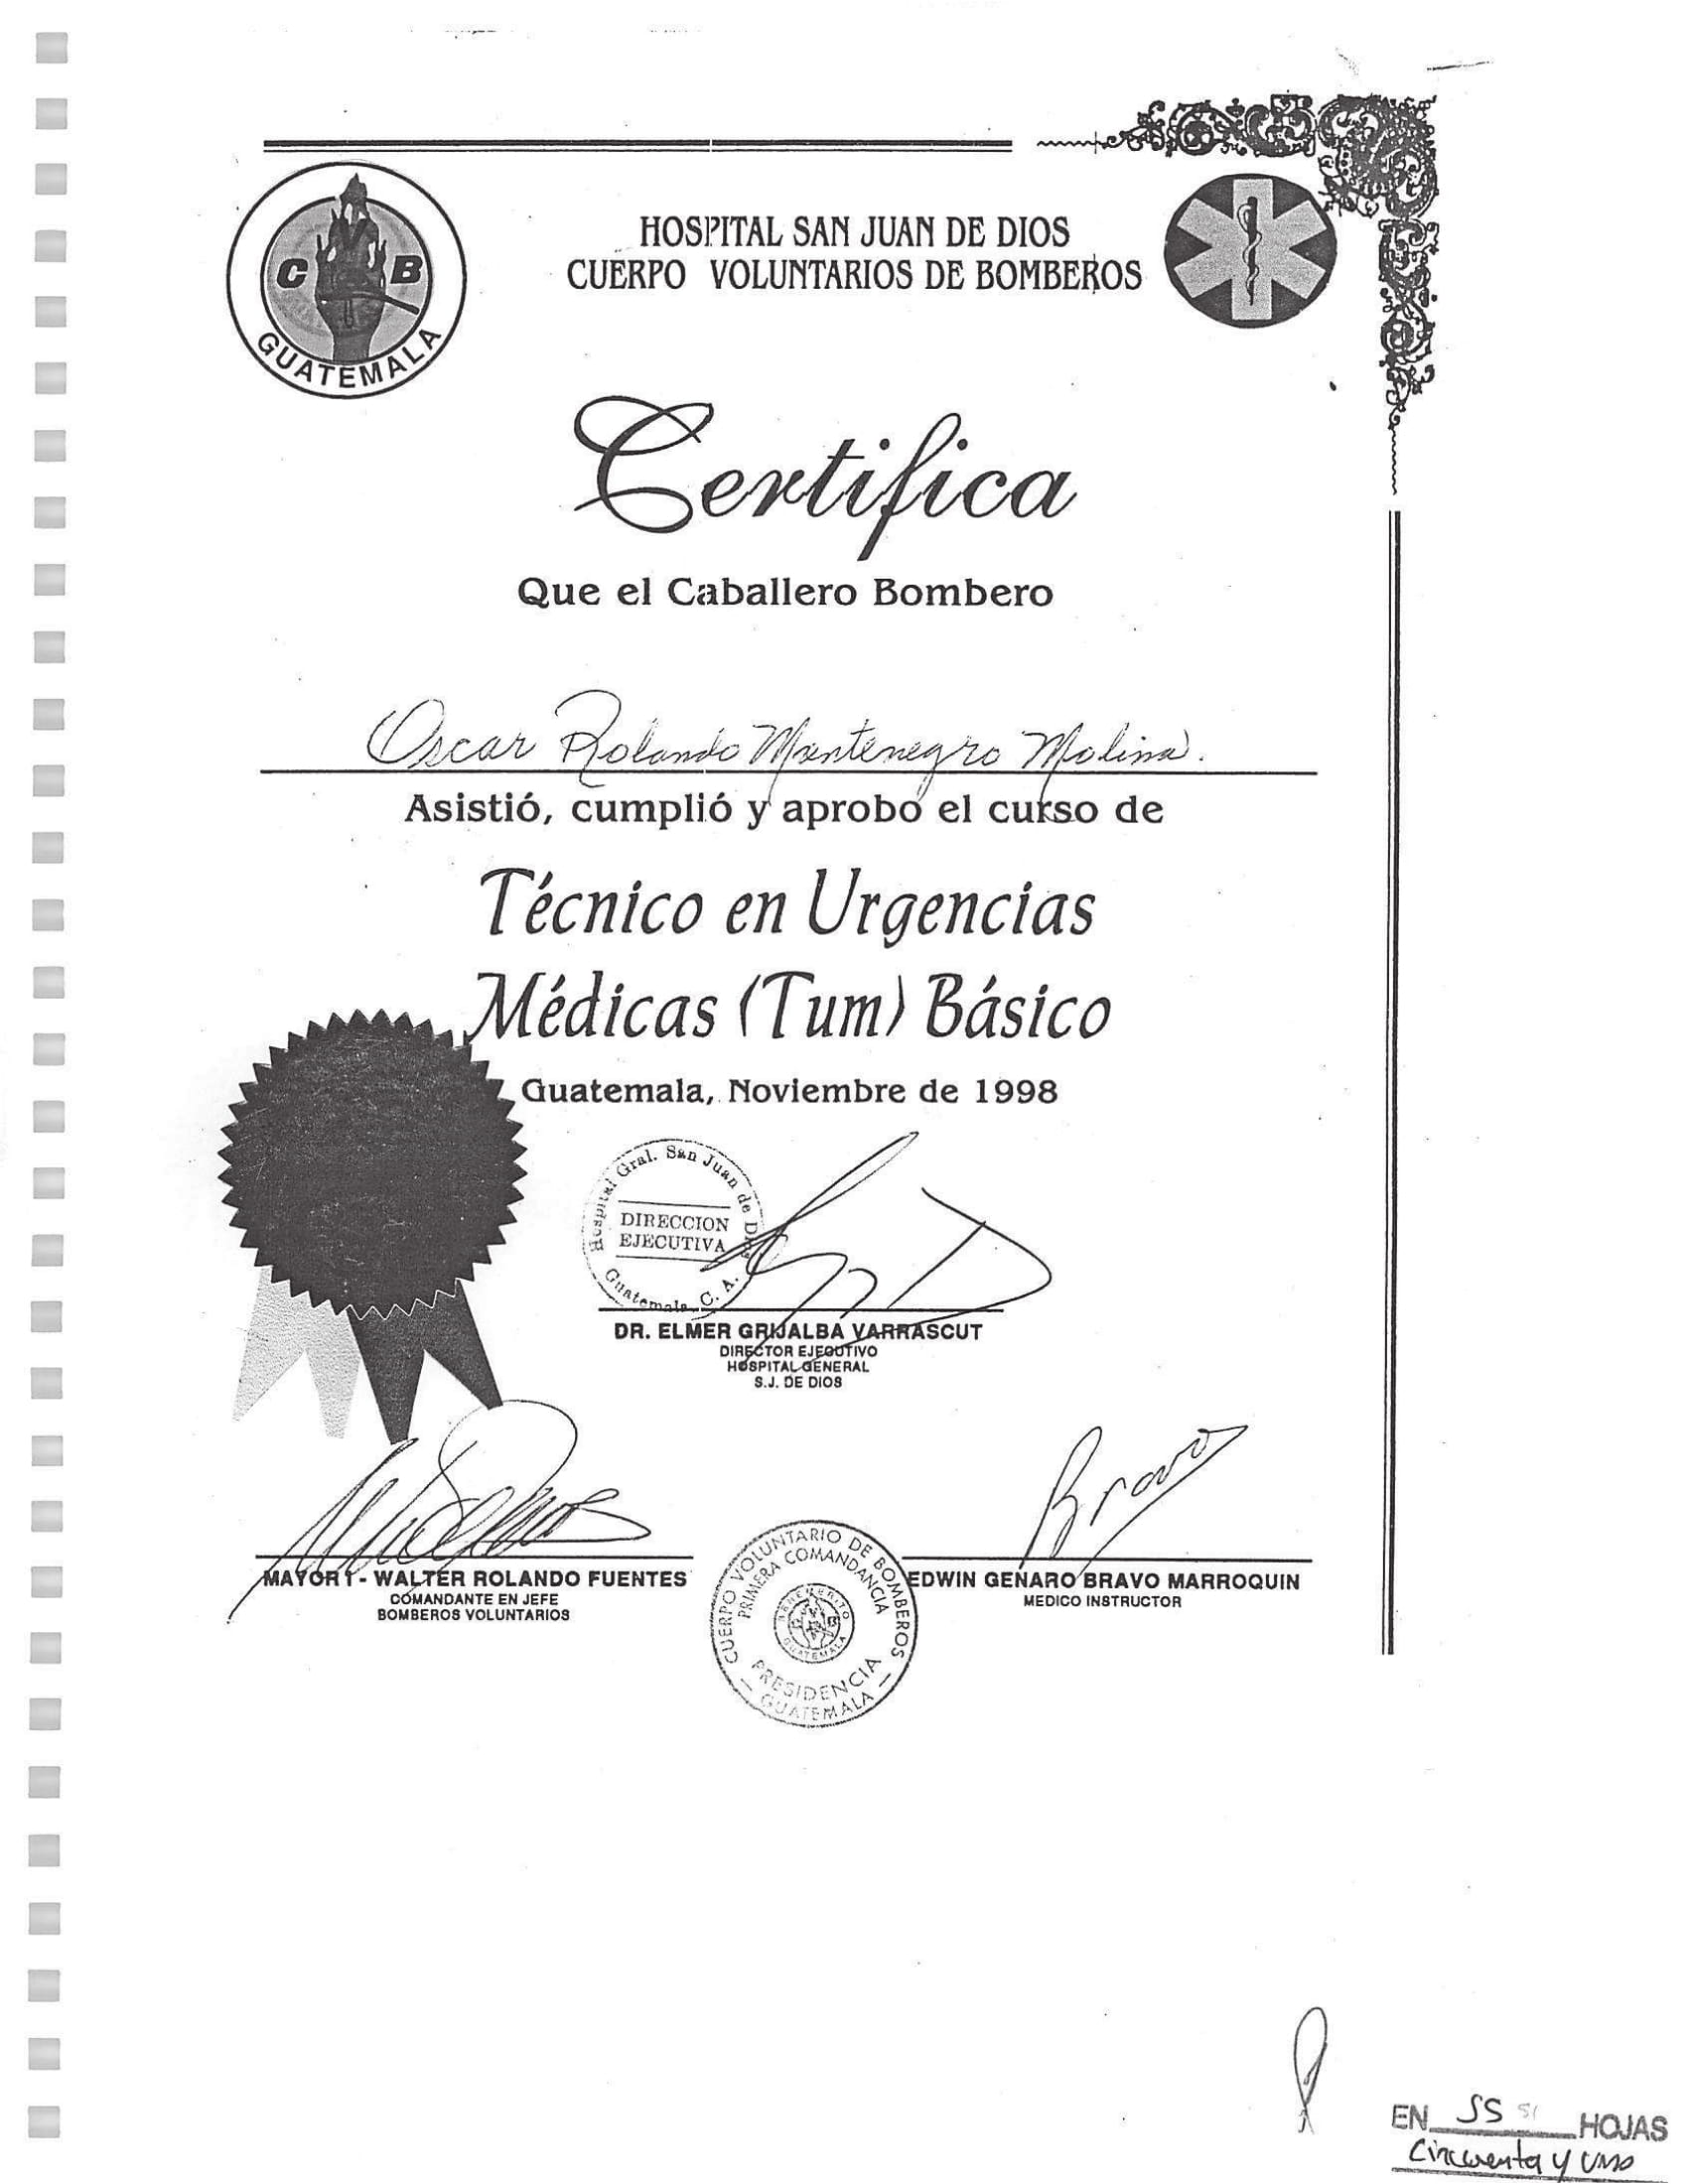 HOSPITAL SAN JUAN DE DIOS
CUERPO VOLUNTARIOS DE BOMBEROS
C B
GUATEMALA
Certifica
Que el Caballero Bombero
Oscar Rolando Montenegro Molina.
Asistió, cumplió y aprobó el curso de
Técnico en Urgencias
Médicas (Tum) Básico
Guatemala, Noviembre de 1998
Hospital Gral. San Juan de Dios
DIRECCION
EJECUTIVA
Guatemala, C. A.
DR. ELMER GRIJALBA VARRASCUT
DIRECTOR EJECUTIVO
HOSPITAL GENERAL
S.J. DE DIOS
Bravo
MAYOR 1 - WALTER ROLANDO FUENTES
COMANDANTE EN JEFE
BOMBEROS VOLUNTARIOS
EDWIN GENARO BRAVO MARROQUIN
MEDICO INSTRUCTOR
CUERPO VOLUNTARIO DE BOMBEROS
PRIMERA COMANDANCIA
BENEMERITO
GUATEMALA
PRESIDENCIA
GUATEMALA
EN 55 51 HOJAS
Cincuenta y uno